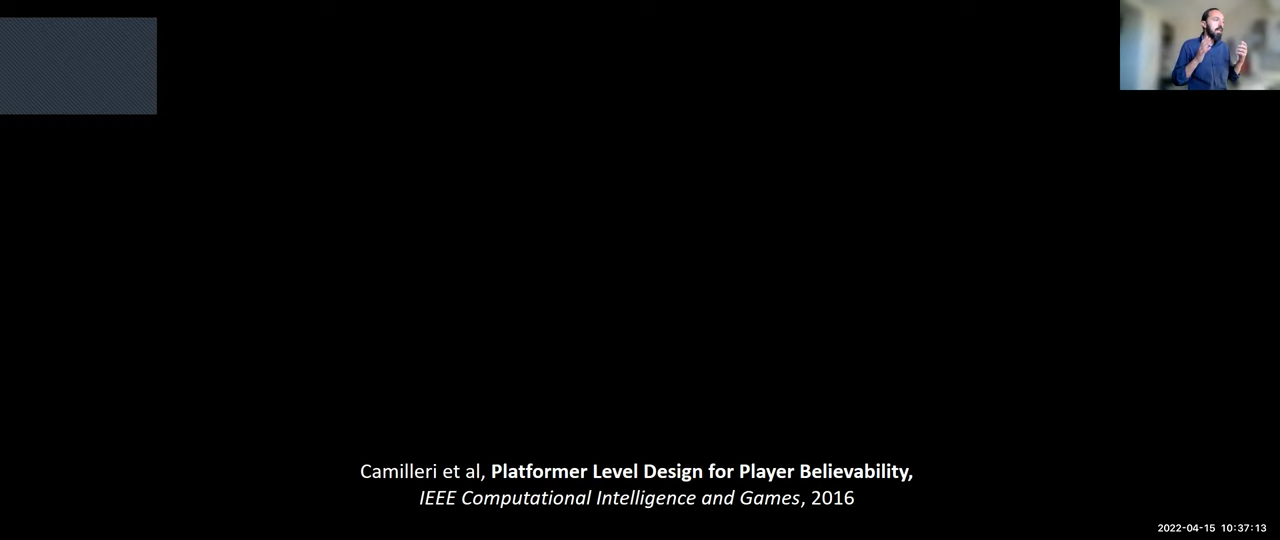 Camilleri et al, Platformer Level Design for Player Believability,
IEEE Computational Intelligence and Games, 2016
2022-04-15 10:37:13